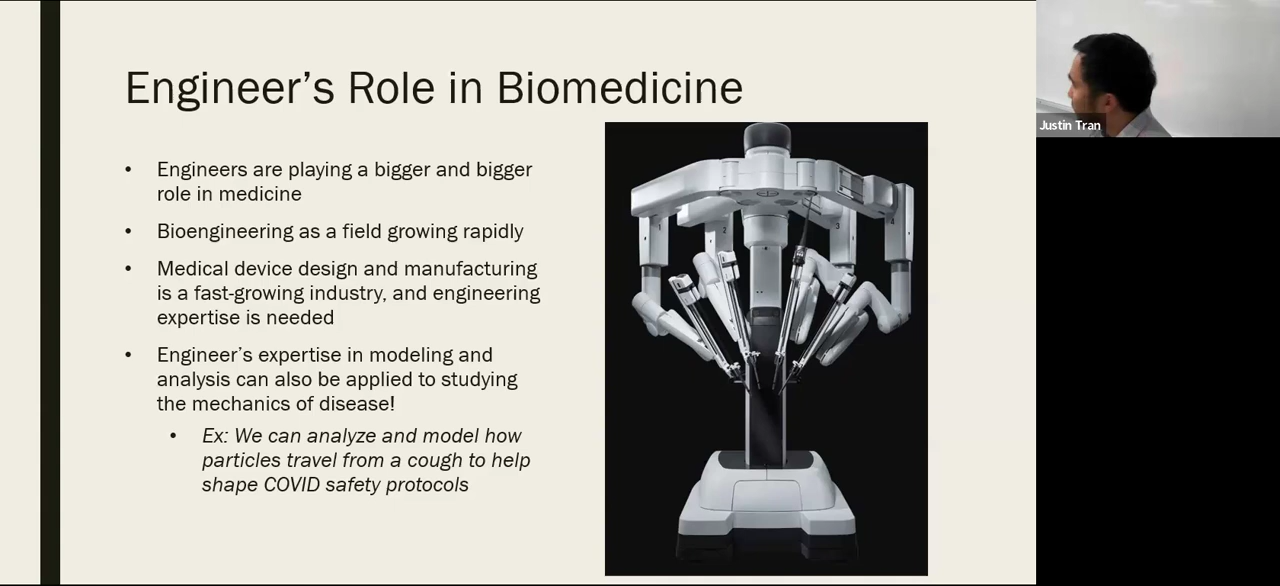 Engineer's Role in Biomedicine
• Engineers are playing a bigger and bigger
role in medicine
• Bioengineering as a field growing rapidly
• Medical device design and manufacturing
is a fast-growing industry, and engineering
expertise is needed
• Engineer's expertise in modeling and
analysis can also be applied to studying
the mechanics of disease!
• Ex: We can analyze and model how
particles travel from a cough to help
shape COVID safety protocols
1
2
3
Justin Tran